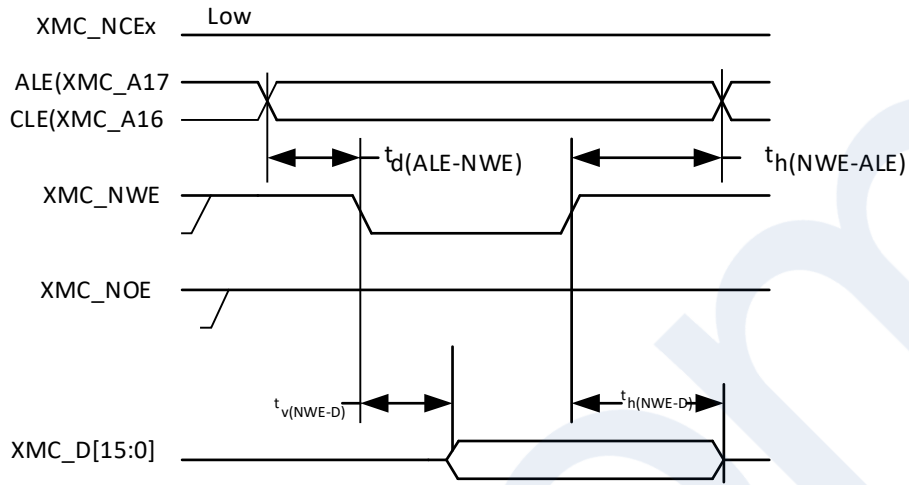 XMC_NCEx Low
ALE(XMC_A17
CLE(XMC_A16
td(ALE-NWE) th(NWE-ALE)
XMC_NWE
XMC_NOE
tv(NWE-D) th(NWE-D)
XMC_D[15:0]